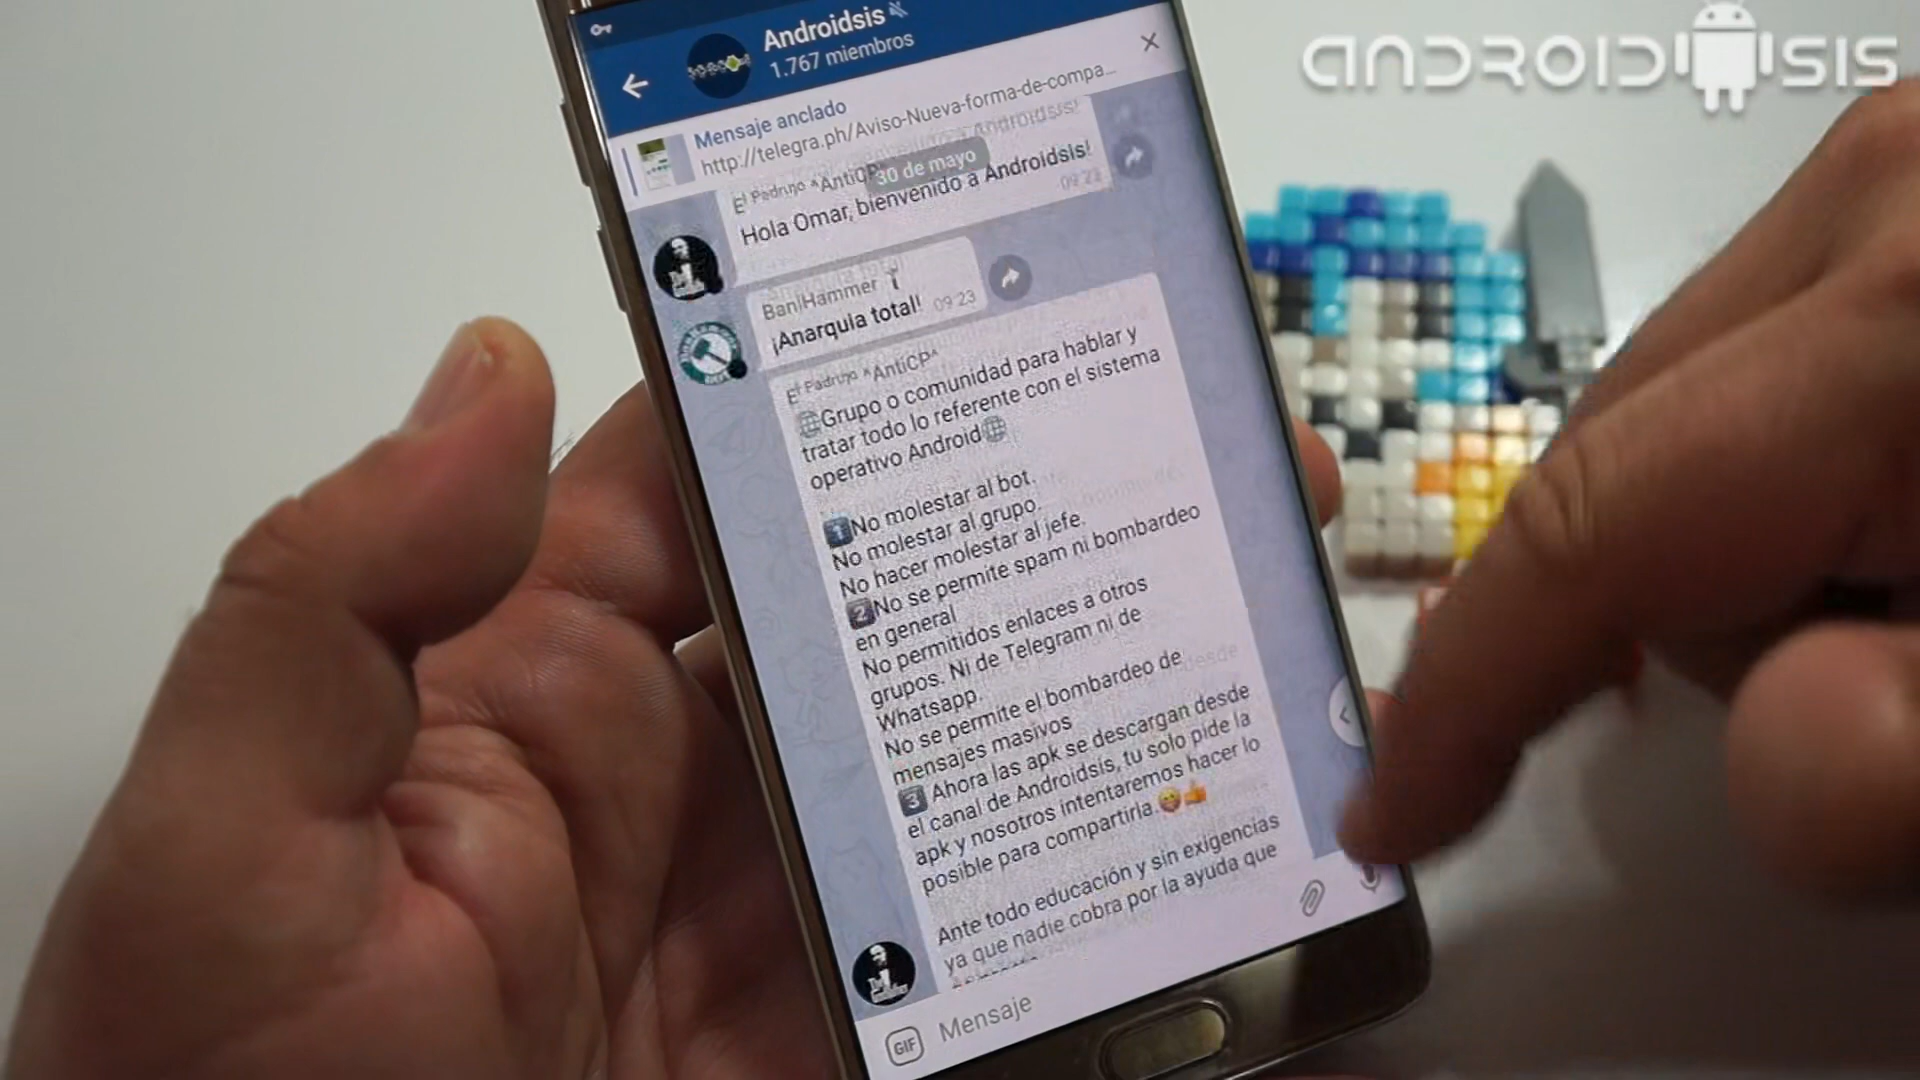 ANDROIDSIS
Androidsis
1.767 miembros
Mensaje anclado
http://telegra.ph/Aviso-Nueva-forma-de-compa...
30 de mayo
El Padrino ^AntiCP^
Hola Omar, bienvenido a Androidsis!
09:23
Ban|Hammer
¡Anarquia total!
09:23
El Padrino ^AntiCP^
🌐Grupo o comunidad para hablar y
tratar todo lo referente con el sistema
operativo Android🌐
1️⃣No molestar al bot.
No molestar al grupo.
No hacer molestar al jefe.
2️⃣No se permite spam ni bombardeo
en general
No permitidos enlaces a otros
grupos. Ni de Telegram ni de
Whatsapp.
No se permite el bombardeo de
mensajes masivos
3️⃣ Ahora las apk se descargan desde
el canal de Androidsis, tu solo pide la
apk y nosotros intentaremos hacer lo
posible para compartirla.😄👍
Ante todo educación y sin exigencias
ya que nadie cobra por la ayuda que
GIF
Mensaje